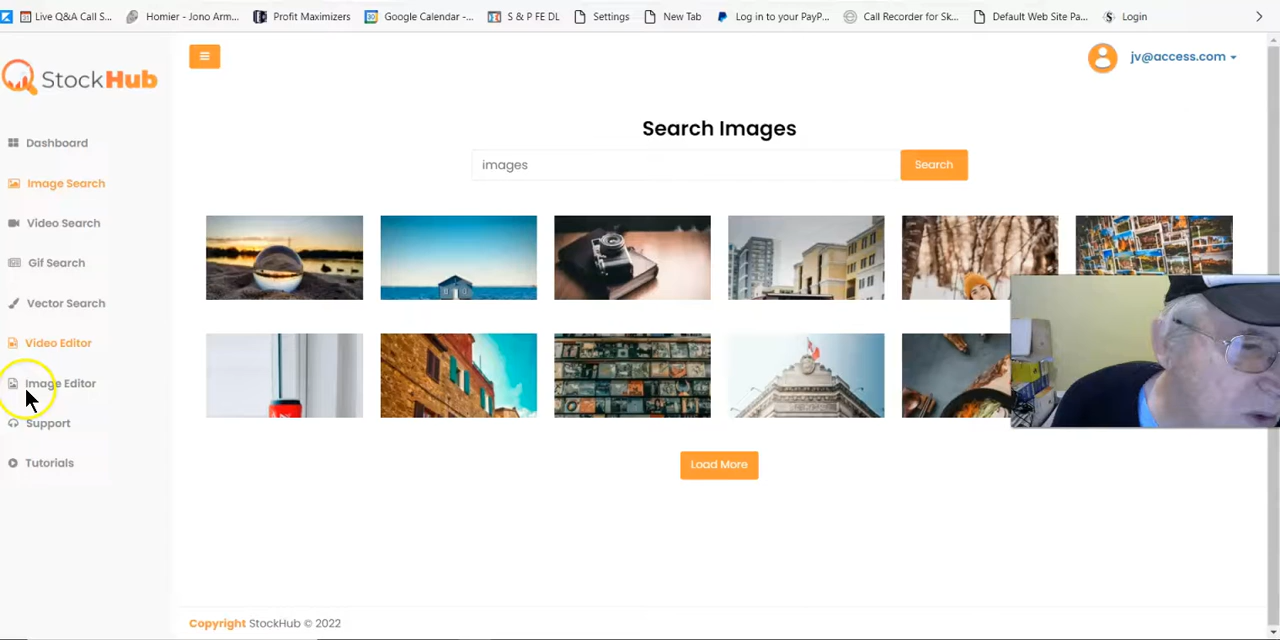 Live Q&A Call S...
Homier - Jono Arm...
Profit Maximizers
Google Calendar -...
S & P FE DL
Settings
New Tab
Log in to your PayP...
Call Recorder for Sk...
Default Web Site Pa...
Login
StockHub
jv@access.com
Dashboard
Image Search
Video Search
Gif Search
Vector Search
Video Editor
Image Editor
Support
Tutorials
Search Images
images
Search
Load More
Copyright StockHub © 2022